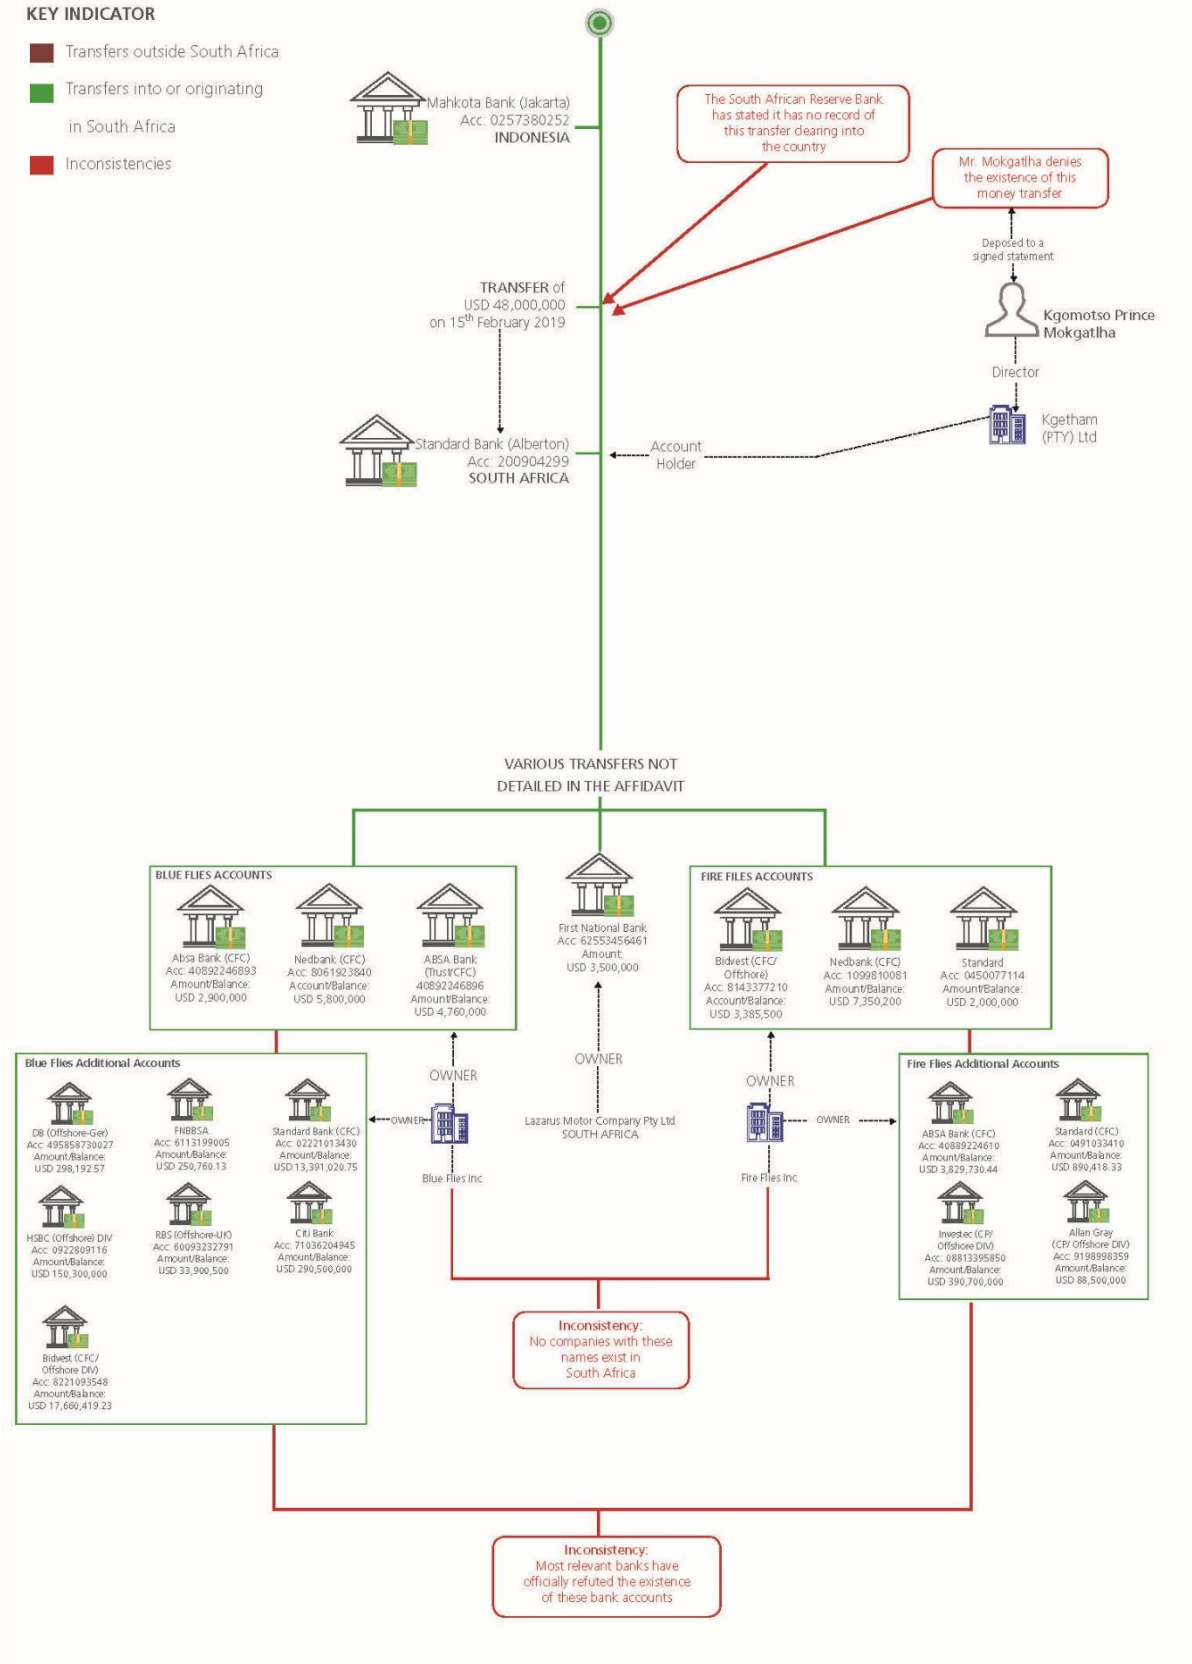 KEY INDICATOR
Transfers outside South Africa
Transfers into or originating
in South Africa
Inconsistencies
Mahkota Bank (Jakarta)
Acc: 0257380252
INDONESIA
The South African Reserve Bank
has stated it has no record of
this transfer clearing into
the country
Mr. Mokgatlha denies
the existence of this
money transfer
Deposed to a
signed statement
Kgomotso Prince
Mokgatlha
Director
Kgetham
(PTY) Ltd
TRANSFER of
USD 48,000,000
on 15th February 2019
Standard Bank (Alberton)
Acc: 200904299
SOUTH AFRICA
Account
Holder
VARIOUS TRANSFERS NOT
DETAILED IN THE AFFIDAVIT
BLUE FLIES ACCOUNTS
Absa Bank (CFC)
Acc: 40892246893
Amount/Balance:
USD 2,900,000
Nedbank (CFC)
Acc: 8061923840
Account/Balance:
USD 5,800,000
ABSA Bank
(Trust/CFC)
40892246896
Amount/Balance:
USD 4,760,000
First National Bank
Acc: 62553456461
Amount:
USD 3,500,000
FIRE FILES ACCOUNTS
Bidvest (CFC/
Offshore)
Acc: 8143377210
Account/Balance:
USD 3,385,500
Nedbank (CFC)
Acc: 1099810081
Amount/Balance:
USD 7,350,200
Standard
Acc: 0450077114
Amount/Balance:
USD 2,000,000
OWNER
OWNER
OWNER
Blue Flies Additional Accounts
DB (Offshore-Ger)
Acc: 495858730027
Amount/Balance:
USD 298,192.57
FNBBSA
Acc: 6113199005
Amount/Balance:
USD 250,760.13
Standard Bank (CFC)
Acc: 02221013430
Amount/Balance:
USD 13,391,020.75
HSBC (Offshore) DIV
Acc: 0922809116
Amount/Balance:
USD 150,300,000
RBS (Offshore-UK)
Acc: 60093232791
Amount/Balance:
USD 33,900,500
Citi Bank
Acc: 71036204945
Amount/Balance:
USD 290,500,000
Bidvest (CFC/
Offshore DIV)
Acc: 8221093548
Amount/Balance:
USD 17,660,419.23
OWNER
Blue Flies Inc
Lazarus Motor Company Pty Ltd
SOUTH AFRICA
Fire Flies Inc
OWNER
Fire Flies Additional Accounts
ABSA Bank (CFC)
Acc: 40889224610
Amount/Balance:
USD 3,829,730.44
Standard (CFC)
Acc: 0491033410
Amount/Balance:
USD 890,418.33
Investec (CP/
Offshore DIV)
Acc: 08813395850
Amount/Balance:
USD 390,700,000
Allan Gray
(CP/ Offshore DIV)
Acc: 9198998359
Amount/Balance:
USD 88,500,000
Inconsistency:
No companies with these
names exist in
South Africa
Inconsistency:
Most relevant banks have
officially refuted the existence
of these bank accounts